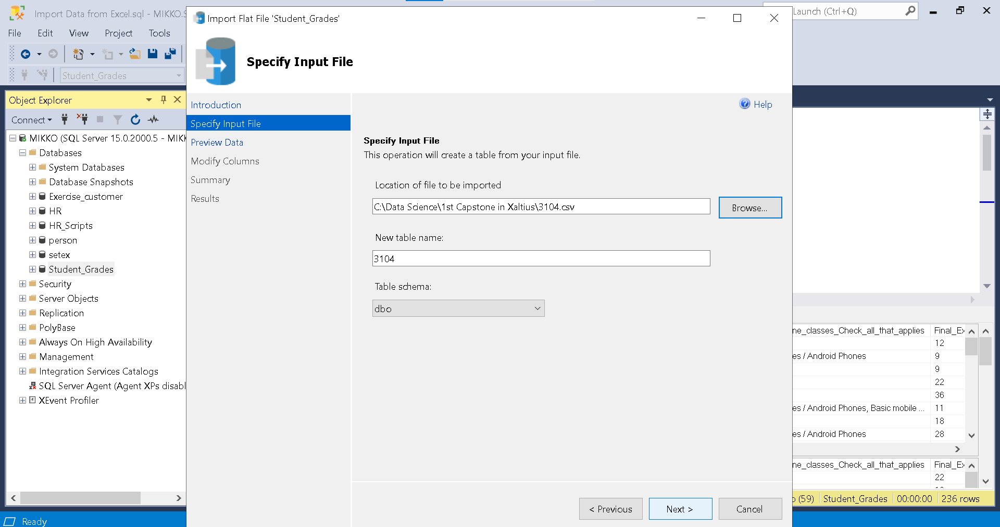 Import Data from Excel.sql - MIKKO.S
Launch (Ctrl+Q)
File Edit View Project Tools
Student_Grades
Object Explorer
Connect
MIKKO (SQL Server 15.0.2000.5 - MIKK
Databases
System Databases
Database Snapshots
Exercise_customer
HR
HR_Scripts
person
setex
Student_Grades
Security
Server Objects
Replication
PolyBase
Always On High Availability
Management
Integration Services Catalogs
SQL Server Agent (Agent XPs disabl
XEvent Profiler
Ready
Import Flat File 'Student_Grades'
Specify Input File
Introduction
Specify Input File
Preview Data
Modify Columns
Summary
Results
Help
Specify Input File
This operation will create a table from your input file.
Location of file to be imported
C:\Data Science\1st Capstone in Xaltius\3104.csv
Browse...
New table name:
3104
Table schema:
dbo
< Previous
Next >
Cancel
ne_classes_Check_all_that_applies Final_Ex
12
es / Android Phones 9
9
22
36
es / Android Phones, Basic mobile ... 11
18
es / Android Phones 28
ne_classes_Check_all_that_applies Final_Ex
22
(59) Student_Grades 00:00:00 236 rows